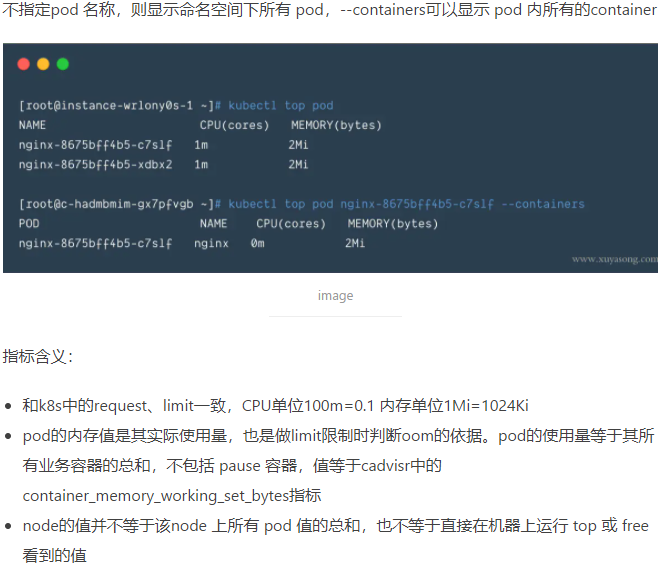 不指定pod 名称，则显示命名空间下所有 pod，--containers可以显示 pod 内所有的container
[root@instance-wrlony0s-1 ~]# kubectl top pod
NAME CPU(cores) MEMORY(bytes)
nginx-8675bff4b5-c7slf 1m 2Mi
nginx-8675bff4b5-xdbx2 1m 2Mi
[root@c-hadmbmim-gx7pfvgb ~]# kubectl top pod nginx-8675bff4b5-c7slf --containers
POD NAME CPU(cores) MEMORY(bytes)
nginx-8675bff4b5-c7slf nginx 0m 2Mi
www.xuyasong.com
image
指标含义：
和k8s中的request、limit一致，CPU单位100m=0.1 内存单位1Mi=1024Ki
pod的内存值是其实际使用量，也是做limit限制时判断oom的依据。pod的使用量等于其所
有业务容器的总和，不包括 pause 容器，值等于cadvisr中的
container_memory_working_set_bytes指标
node的值并不等于该node 上所有 pod 值的总和，也不等于直接在机器上运行 top 或 free
看到的值